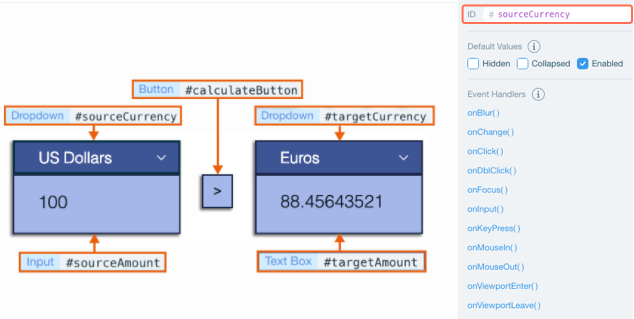 Button #calculateButton
Dropdown #sourceCurrency
Dropdown #targetCurrency
US Dollars
Euros
100
>
88.45643521
Input #sourceAmount
Text Box #targetAmount
ID # sourceCurrency
Default Values i
Hidden Collapsed Enabled
Event Handlers i
onBlur( )
onChange( )
onClick( )
onDblClick( )
onFocus( )
onInput( )
onKeyPress( )
onMouseIn( )
onMouseOut( )
onViewportEnter( )
onViewportLeave( )